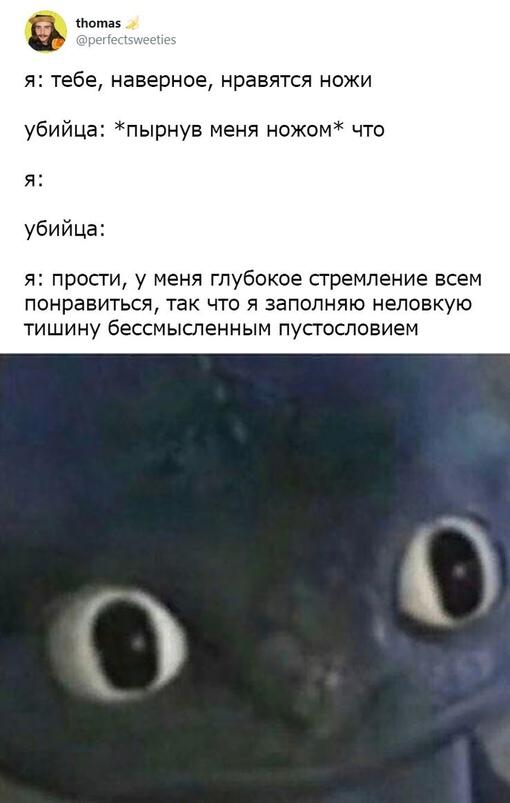 thomas
@perfectsweeties
я: тебе, наверное, нравятся ножи
убийца: *пырнув меня ножом* что
я:
убийца:
я: прости, у меня глубокое стремление всем
понравиться, так что я заполняю неловкую
тишину бессмысленным пустословием